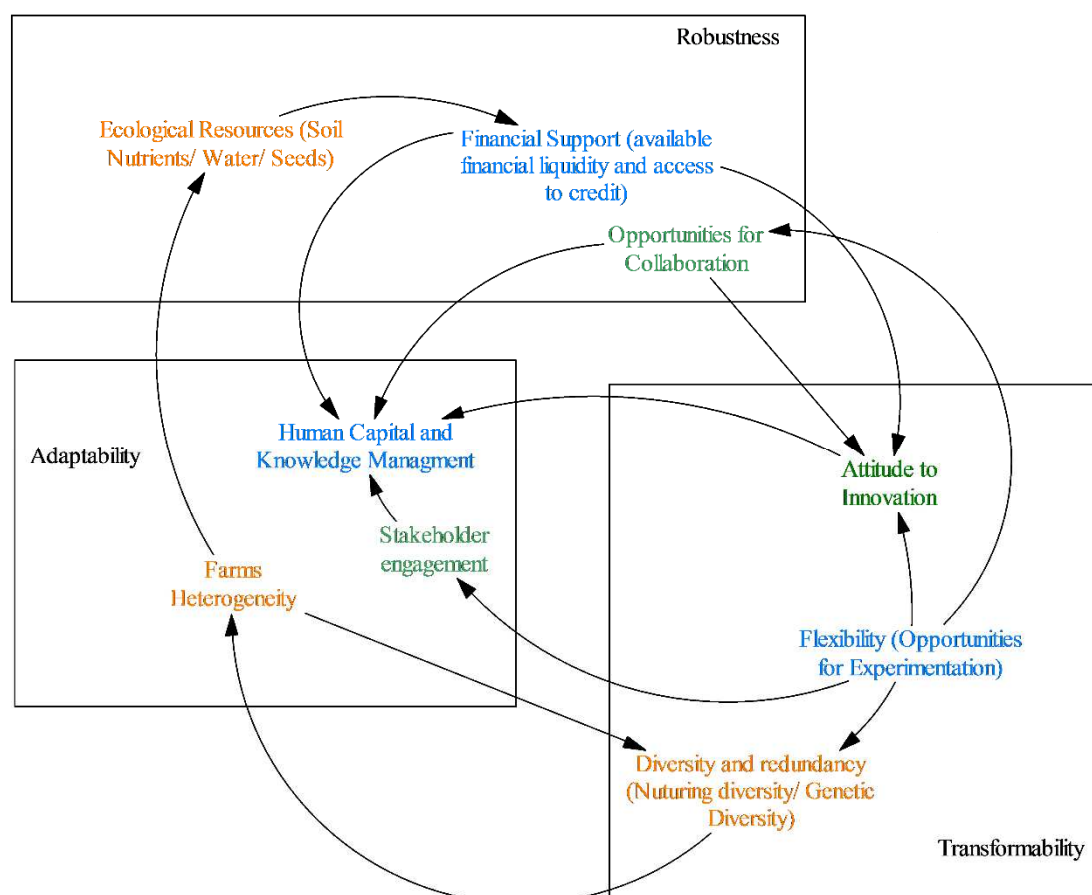 Robustness
Ecological Resources (Soil
Nutrients/ Water/ Seeds)
Financial Support (available
financial liquidity and access
to credit)
Opportunities for
Collaboration
Adaptability
Human Capital and
Knowledge Managment
Attitude to
Innovation
Stakeholder
engagement
Farms
Heterogeneity
Flexibility (Opportunities
for Experimentation)
Diversity and redundancy
(Nuturing diversity/ Genetic
Diversity)
Transformability